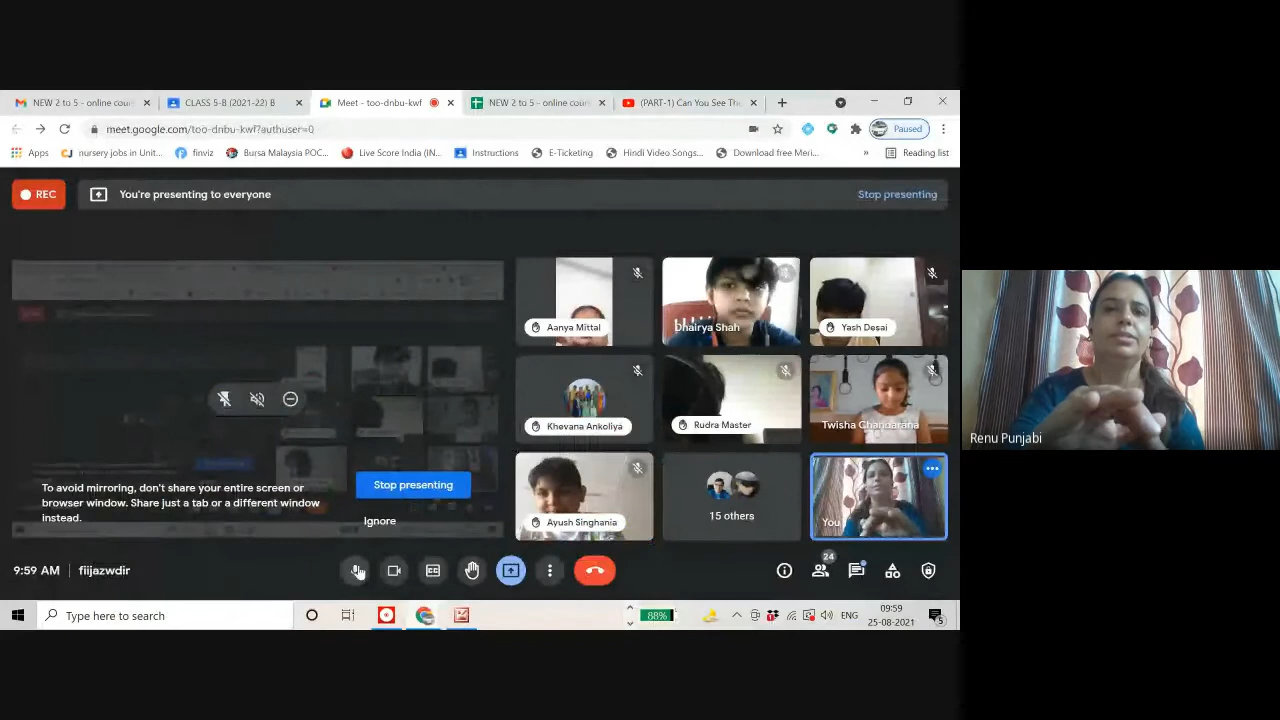 NEW 2 to 5 - online cour
CLASS 5-B (2021-22) B
Meet - too-dnbu-kwf
NEW 2 to 5 - online cour
(PART-1) Can You See The
meet.google.com/too-dnbu-kwf?authuser=0
Paused
Apps
nursery jobs in Unit...
finviz
Bursa Malaysia POC...
Live Score India (IN...
Instructions
E-Ticketing
Hindi Video Songs...
Download free Meri...
Reading list
REC
You're presenting to everyone
Stop presenting
Aanya Mittal
Dhairya Shah
Yash Desai
Khevana Ankoliya
Rudra Master
Twisha Chandarana
To avoid mirroring, don't share your entire screen or
browser window. Share just a tab or a different window
instead.
Stop presenting
Ignore
Ayush Singhania
15 others
You
Renu Punjabi
9:59 AM | fiijazwdir
24
Type here to search
88%
ENG
09:59
25-08-2021
5